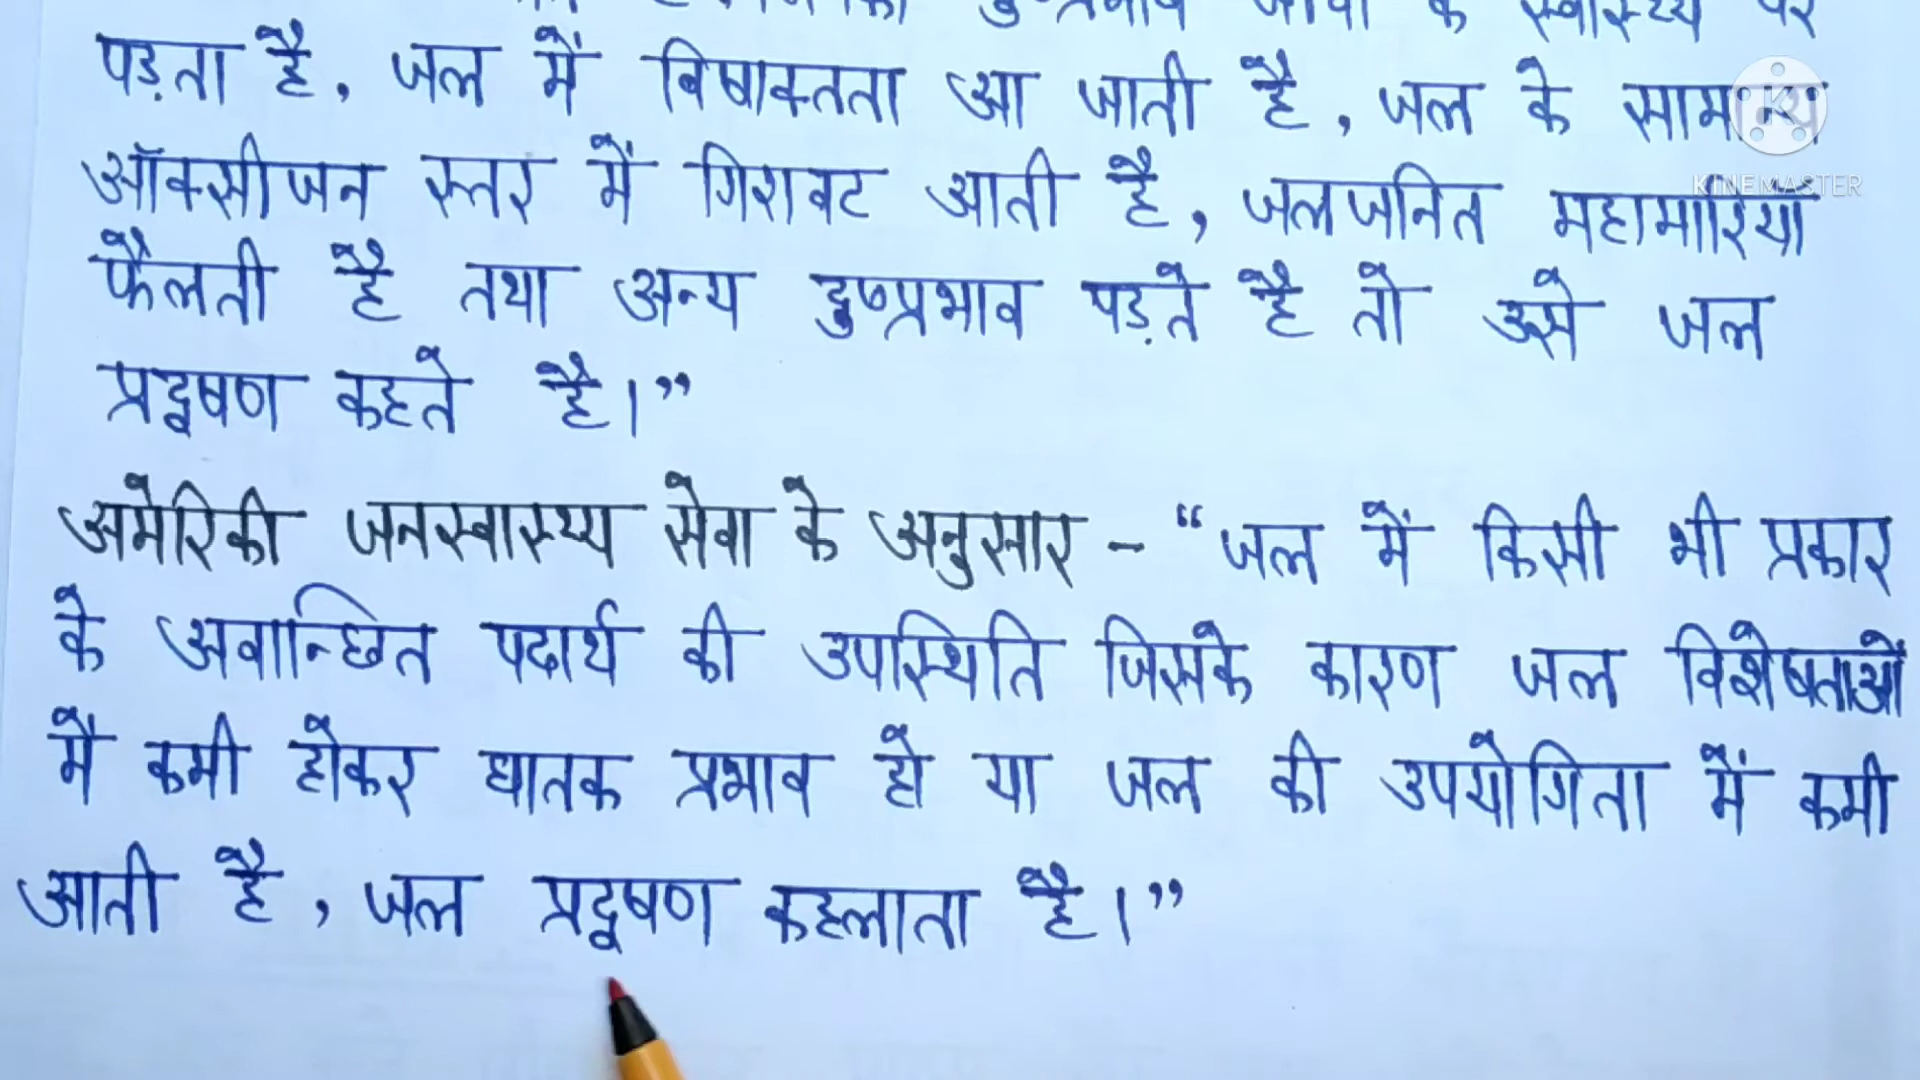 के स्वास्थ्य पर
पड़ता है, जल में विषाक्तता आ जाती है, जल के सामान्य
ऑक्सीजन स्तर में गिरावट आती है, जलजनित महामारियाँ
फैलती है तथा अन्य दुष्प्रभाव पड़ते है तो उसे जल
प्रदूषण कहते है।”
अमेरिकी जनस्वास्थ्य सेवा के अनुसार – “जल में किसी भी प्रकार
के अवान्छित पदार्थ की उपस्थिति जिसके कारण जल विशेषताओं
मे कमी होकर घातक प्रभाव हो या जल की उपयोगिता में कमी
आती है, जल प्रदूषण कहलाता है।”
KINEMASTER